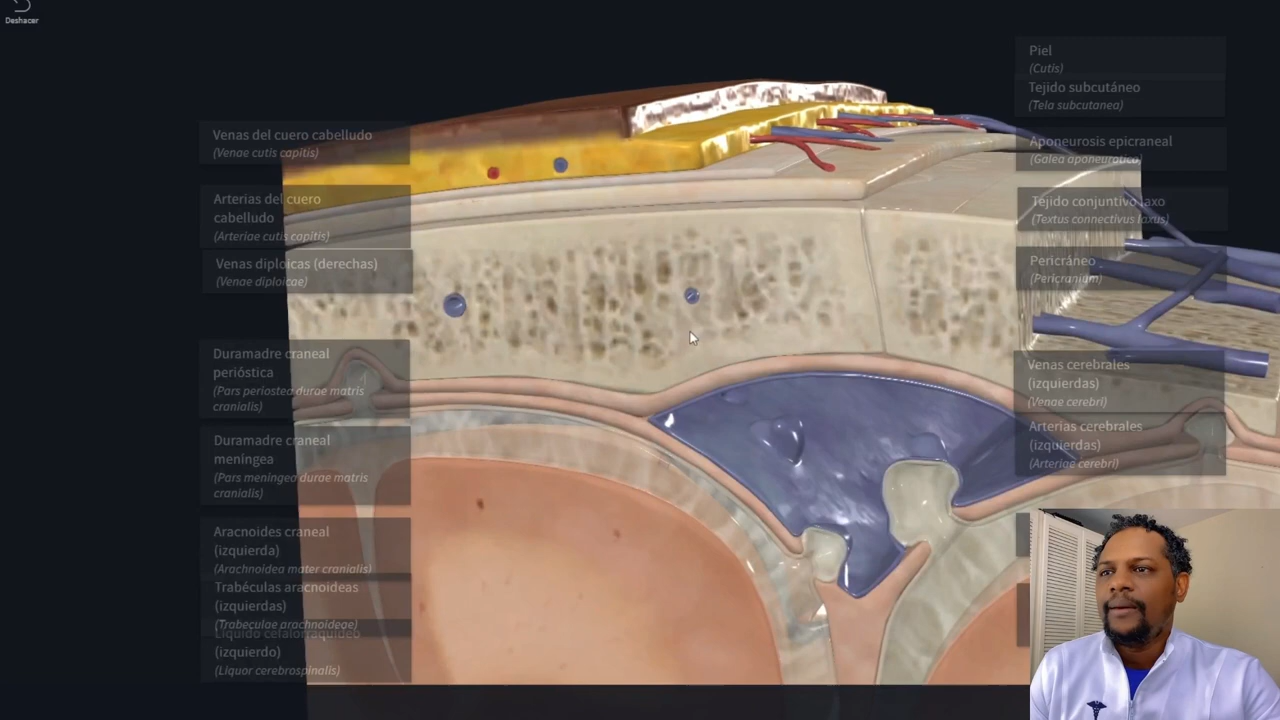 Deshacer
Venas del cuero cabelludo
(Venae cutis capitis)
Arterias del cuero
cabelludo
(Arteriae cutis capitis)
Venas diploicas (derechas)
(Venae diploicae)
Duramadre craneal
perióstica
(Pars periostea durae matris
cranialis)
Duramadre craneal
meníngea
(Pars meningea durae matris
cranialis)
Aracnoides craneal
(izquierda)
(Arachnoidea mater cranialis)
Trabéculas aracnoideas
(izquierdas)
(Trabeculae arachnoideae)
Líquido cefalorraquídeo
(izquierdo)
(Liquor cerebrospinalis)
Piel
(Cutis)
Tejido subcutáneo
(Tela subcutanea)
Aponeurosis epicraneal
(Galea aponeurotica)
Tejido conjuntivo laxo
(Textus connectivus laxus)
Pericráneo
(Pericranium)
Venas cerebrales
(izquierdas)
(Venae cerebri)
Arterias cerebrales
(izquierdas)
(Arteriae cerebri)